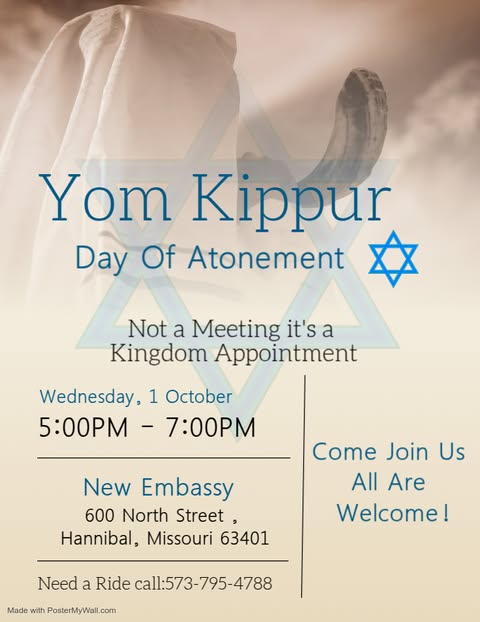 Yom Kippur
Day Of Atonement
Not a Meeting it's a
Kingdom Appointment
Wednesday, 1 October
5:00PM - 7:00PM
New Embassy
600 North Street ,
Hannibal, Missouri 63401
Need a Ride call:573-795-4788
Come Join Us
All Are
Welcome!
Made with PosterMyWall.com